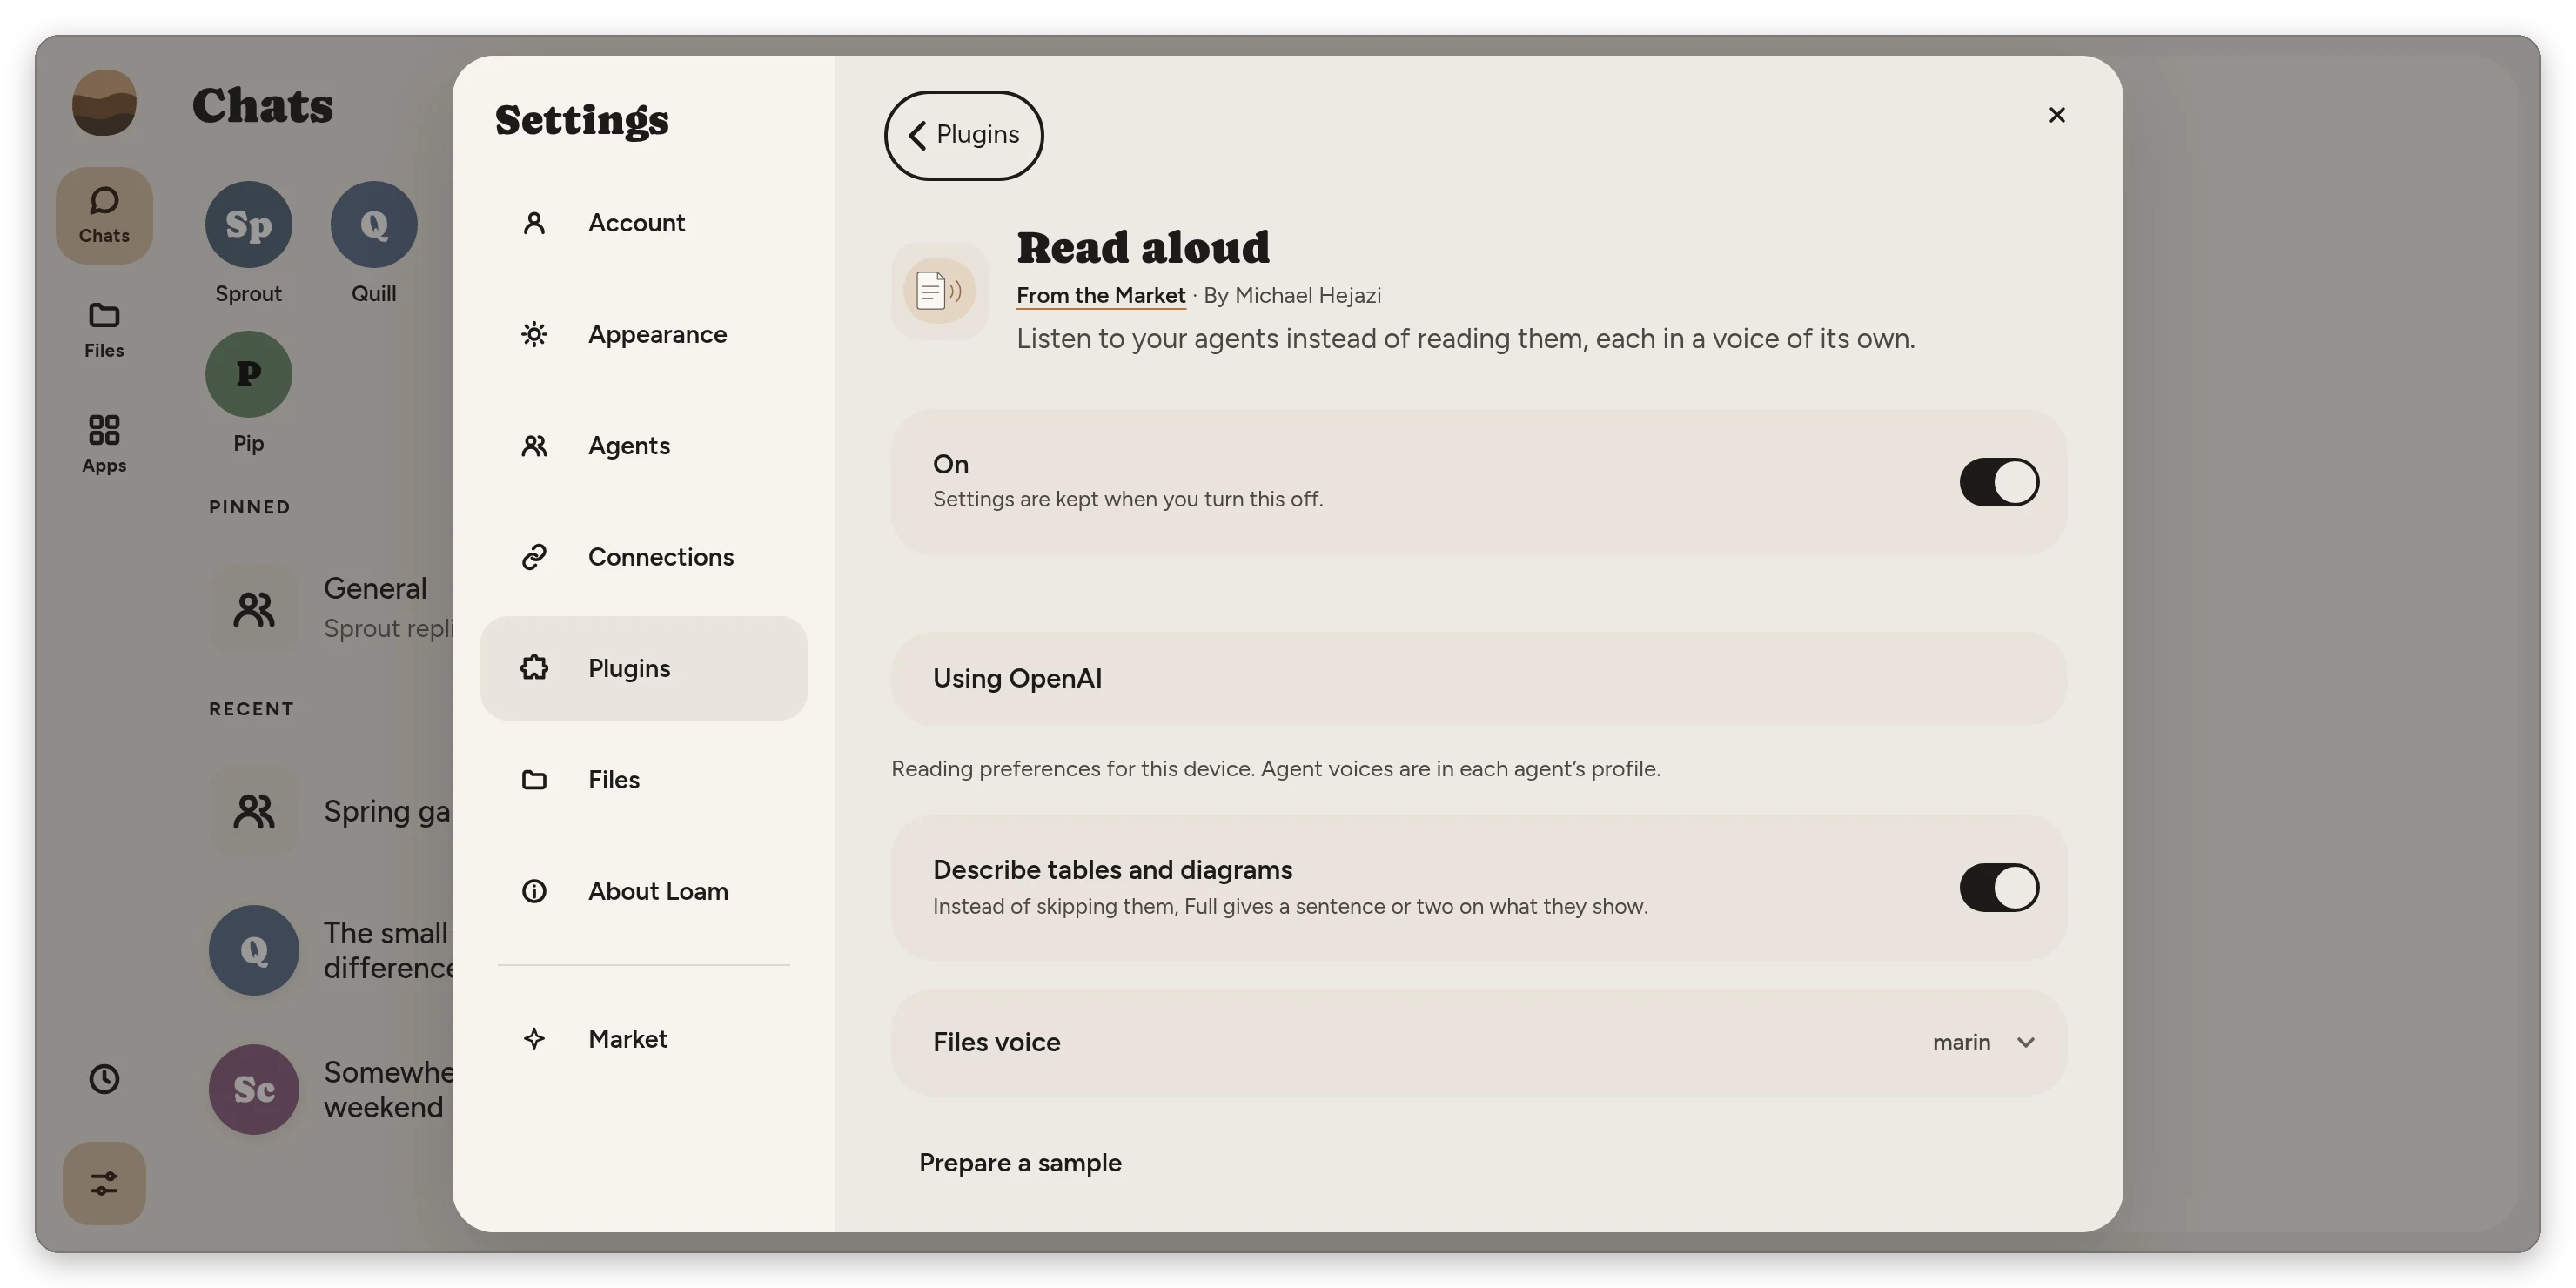 Chats
Chats
Files
Apps
Sp
Q
Sprout
Quill
P
Pip
PINNED
General
Sprout repli
RECENT
Spring ga
Q
The small
difference
Sc
Somewhe
weekend
Settings
Account
Appearance
Agents
Connections
Plugins
Files
About Loam
Market
Plugins
Read aloud
From the Market · By Michael Hejazi
Listen to your agents instead of reading them, each in a voice of its own.
On
Settings are kept when you turn this off.
Using OpenAI
Reading preferences for this device. Agent voices are in each agent’s profile.
Describe tables and diagrams
Instead of skipping them, Full gives a sentence or two on what they show.
Files voice
marin
Prepare a sample